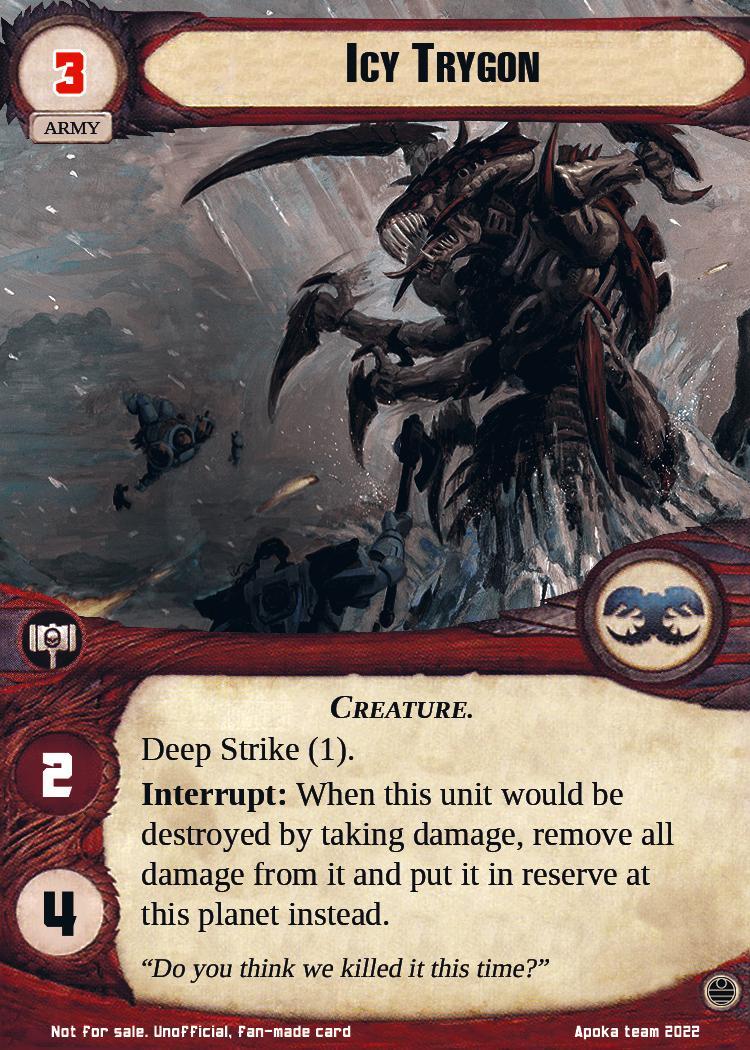 3
Icy Trygon
ARMY
Creature.
Deep Strike (1).
Interrupt: When this unit would be
destroyed by taking damage, remove all
damage from it and put it in reserve at
this planet instead.
2
4
“Do you think we killed it this time?”
Not for sale. Unofficial, fan-made card
Apoka team 2022